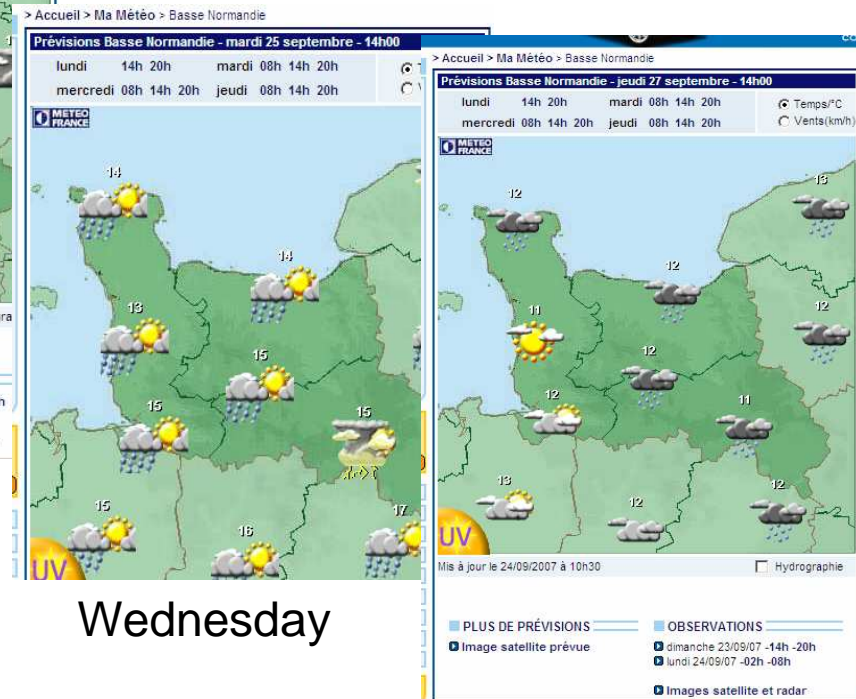 > Accueil > Ma Météo > Basse Normandie
Prévisions Basse Normandie - mardi 25 septembre - 14h00
lundi 14h 20h mardi 08h 14h 20h
mercredi 08h 14h 20h jeudi 08h 14h 20h
METEO
FRANCE
14
14
13
15
15
15
15
16
17
UV
Wednesday
> Accueil > Ma Météo > Basse Normandie
Prévisions Basse Normandie - jeudi 27 septembre - 14h00
lundi 14h 20h mardi 08h 14h 20h Temps/°C
mercredi 08h 14h 20h jeudi 08h 14h 20h Vents(km/h)
METEO
FRANCE
13
12
12
12
11
12
12
11
13
12
12
UV
Mis à jour le 24/09/2007 à 10h30 Hydrographie
PLUS DE PRÉVISIONS
Image satellite prévue
OBSERVATIONS
dimanche 23/09/07 -14h -20h
lundi 24/09/07 -02h -08h
Images satellite et radar